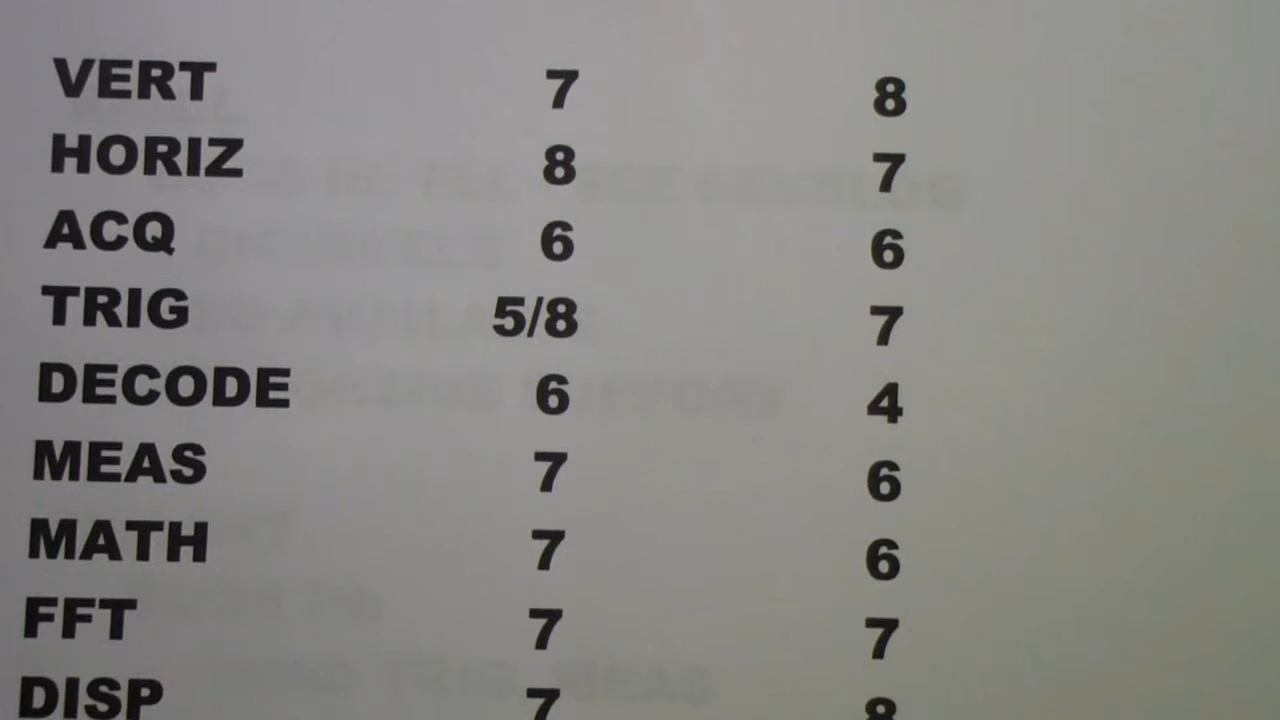 VERT 7 8
HORIZ 8 7
ACQ 6 6
TRIG 5/8 7
DECODE 6 4
MEAS 7 6
MATH 7 6
FFT 7 7
DISP 7 8